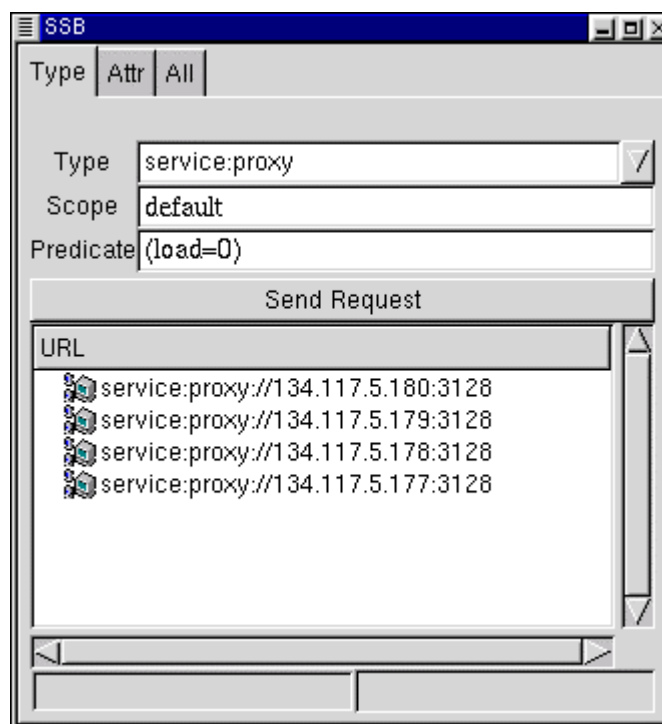 SSB
Type Attr All
Type service:proxy
Scope default
Predicate (load=0)
Send Request
URL
service:proxy://134.117.5.180:3128
service:proxy://134.117.5.179:3128
service:proxy://134.117.5.178:3128
service:proxy://134.117.5.177:3128